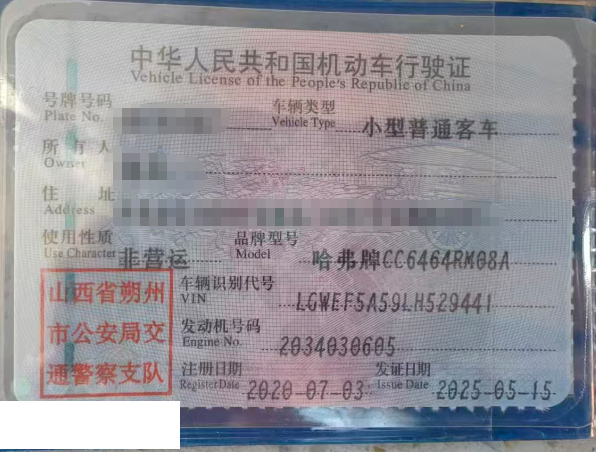 中华人民共和国机动车行驶证
Vehicle License of the People's Republic of China
号牌号码
Plate No.
车辆类型
Vehicle Type
小型普通客车
所有人
Owner
住址
Address
使用性质
Use Character
非营运
品牌型号
Model
哈弗牌CC6464RM08A
山西省朔州
市公安局交
通警察支队
车辆识别代号
VIN
LGWEF5A59LH529441
发动机号码
Engine No.
2034030605
注册日期
Register Date
2020-07-03
发证日期
Issue Date
2025-05-15